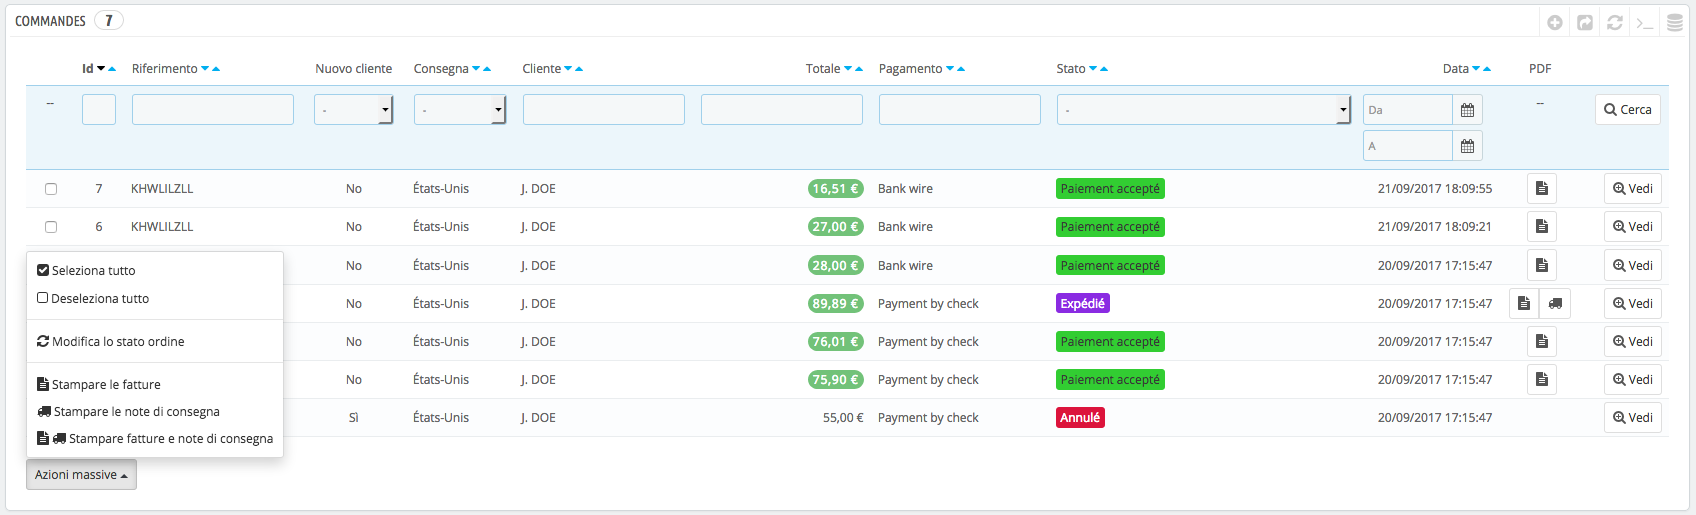 COMMANDES 7
Id Riferimento Nuovo cliente Consegna Cliente Totale Pagamento Stato Data PDF
-- - - - Da -- Cerca
A
7 KHWLILZLL No États-Unis J. DOE 16,51 € Bank wire Paiement accepté 21/09/2017 18:09:55 Vedi
6 KHWLILZLL No États-Unis J. DOE 27,00 € Bank wire Paiement accepté 21/09/2017 18:09:21 Vedi
No États-Unis J. DOE 28,00 € Bank wire Paiement accepté 20/09/2017 17:15:47 Vedi
No États-Unis J. DOE 89,89 € Payment by check Expédié 20/09/2017 17:15:47 Vedi
No États-Unis J. DOE 76,01 € Payment by check Paiement accepté 20/09/2017 17:15:47 Vedi
No États-Unis J. DOE 75,90 € Payment by check Paiement accepté 20/09/2017 17:15:47 Vedi
Sì États-Unis J. DOE 55,00 € Payment by check Annulé 20/09/2017 17:15:47 Vedi
Seleziona tutto
Deseleziona tutto
Modifica lo stato ordine
Stampare le fatture
Stampare le note di consegna
Stampare fatture e note di consegna
Azioni massive